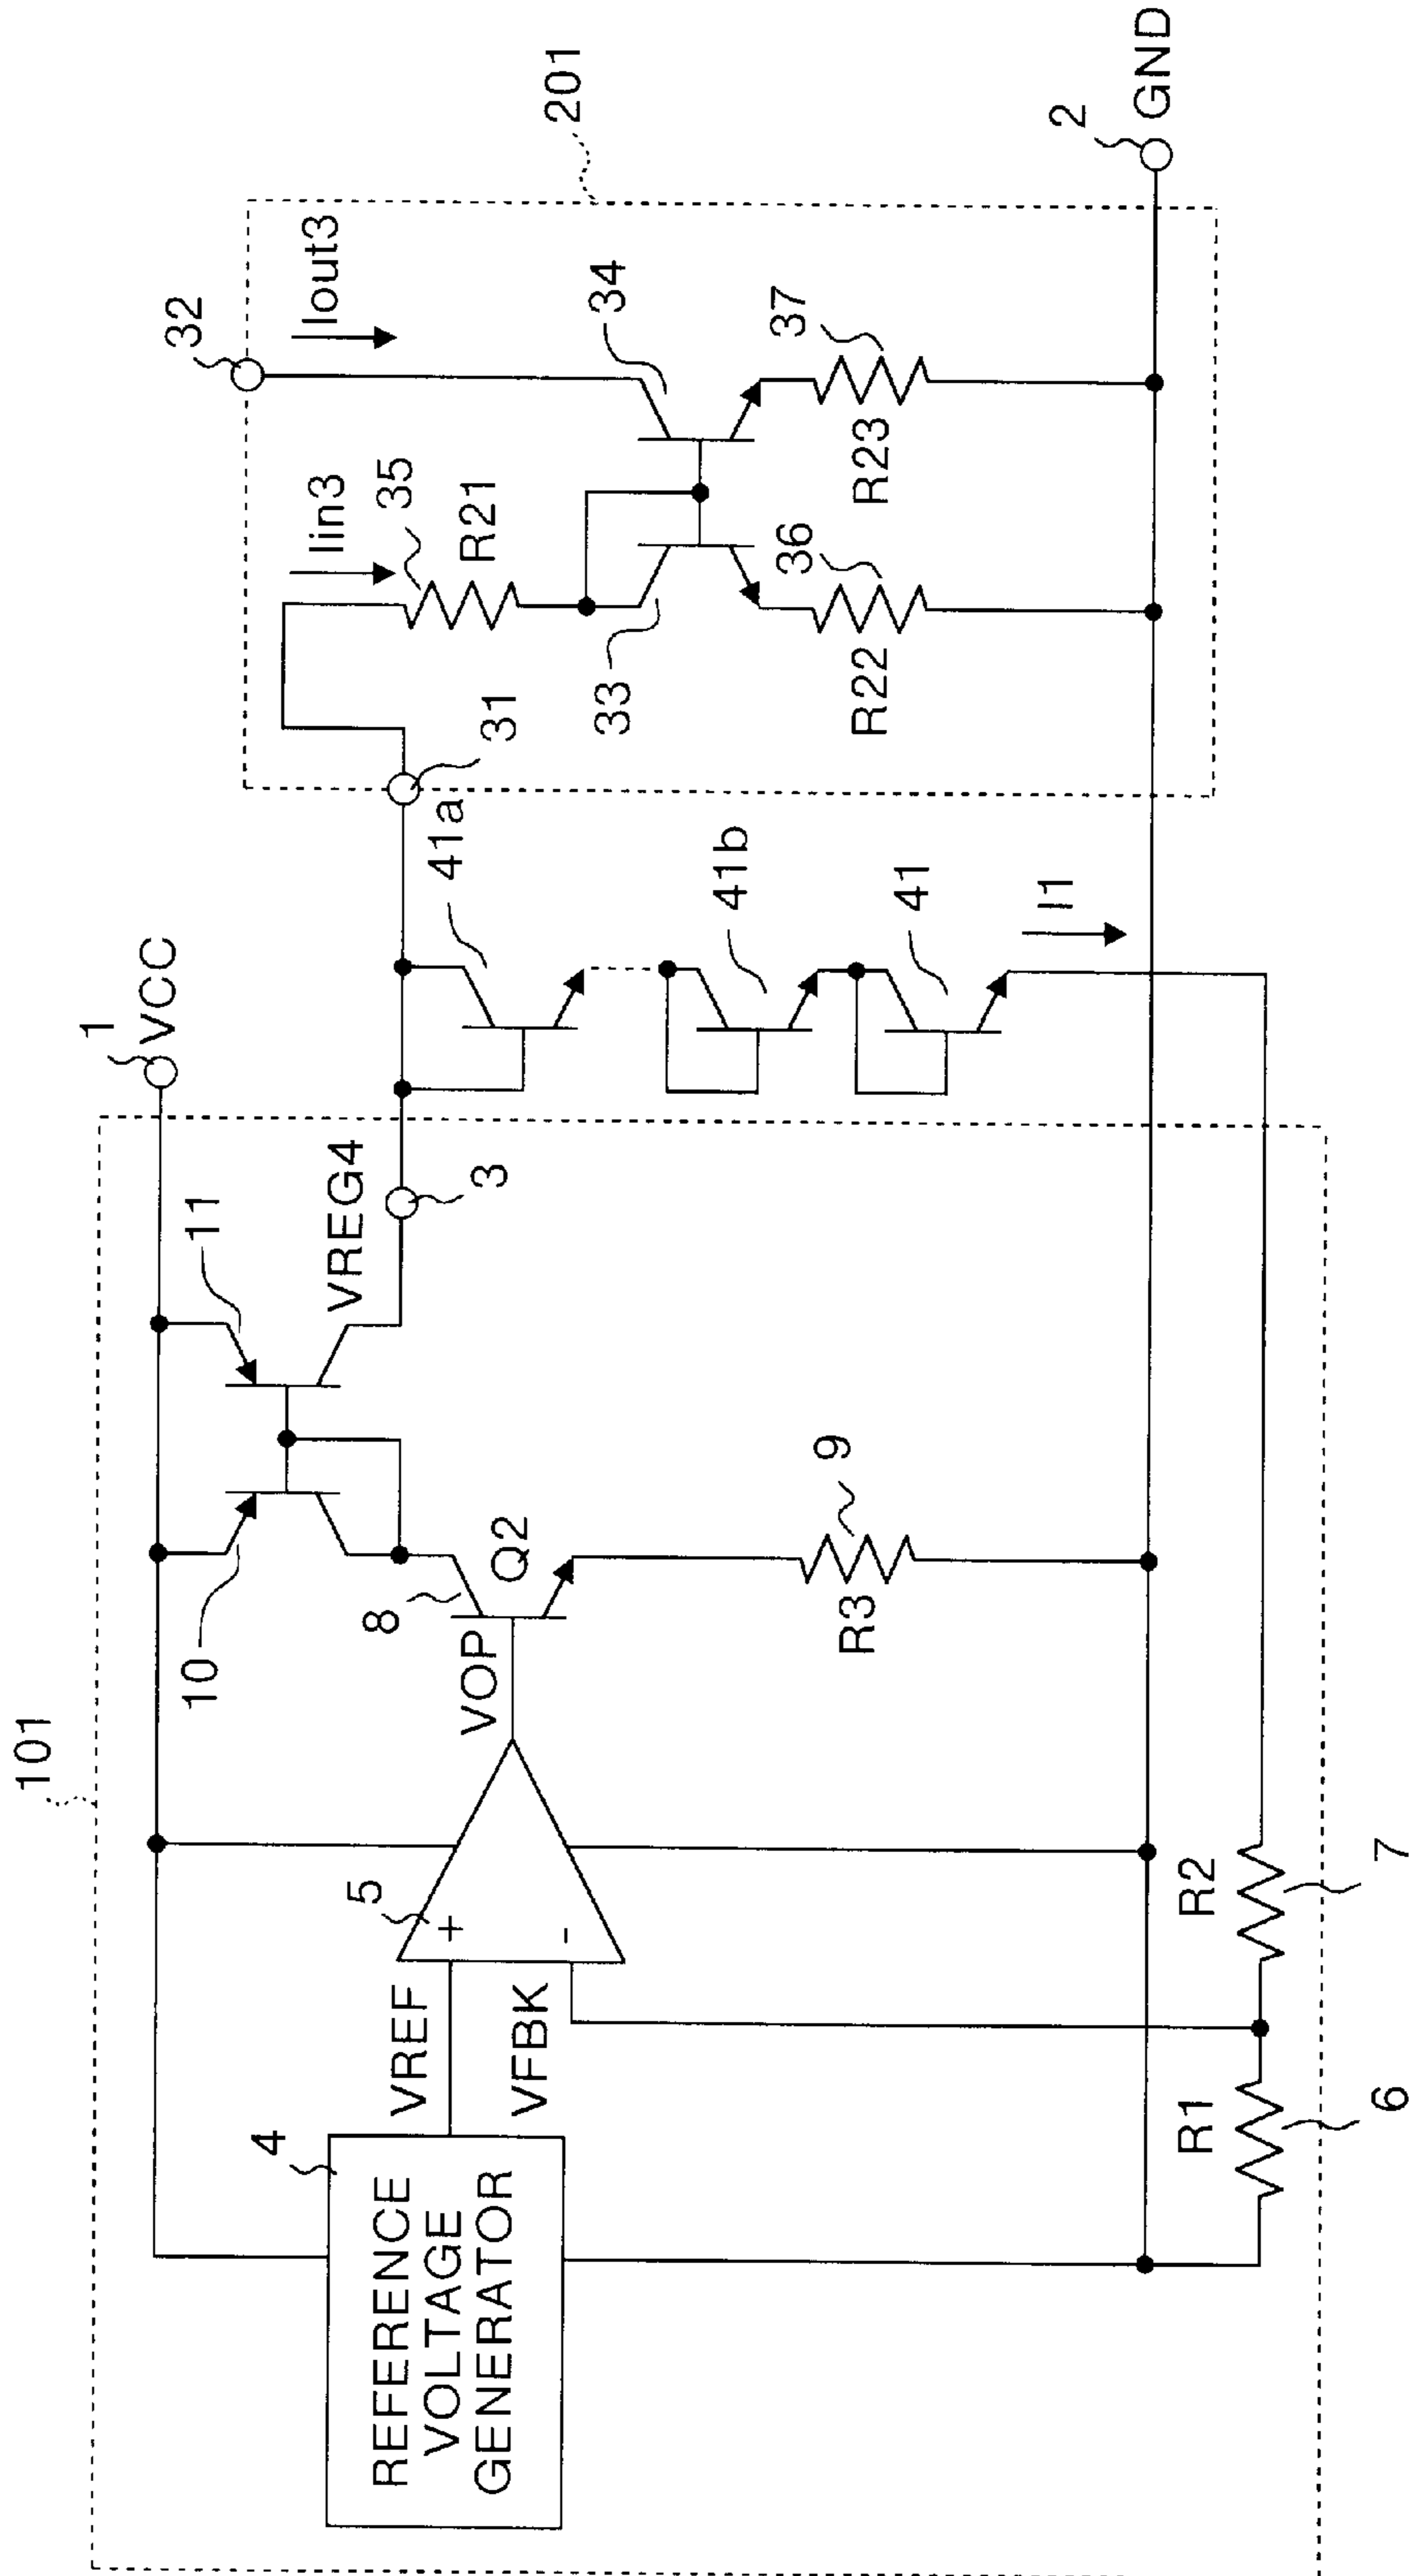 101
1
VCC
10
11
VREG4
3
8
Q2
VOP
5
+
-
VREF
VFBK
4
REFERENCE
VOLTAGE
GENERATOR
9
R3
R2
7
R1
6
41a
41b
41
I1
31
32
Iout3
Iin3
35
R21
33
34
36
R22
37
R23
201
2
GND